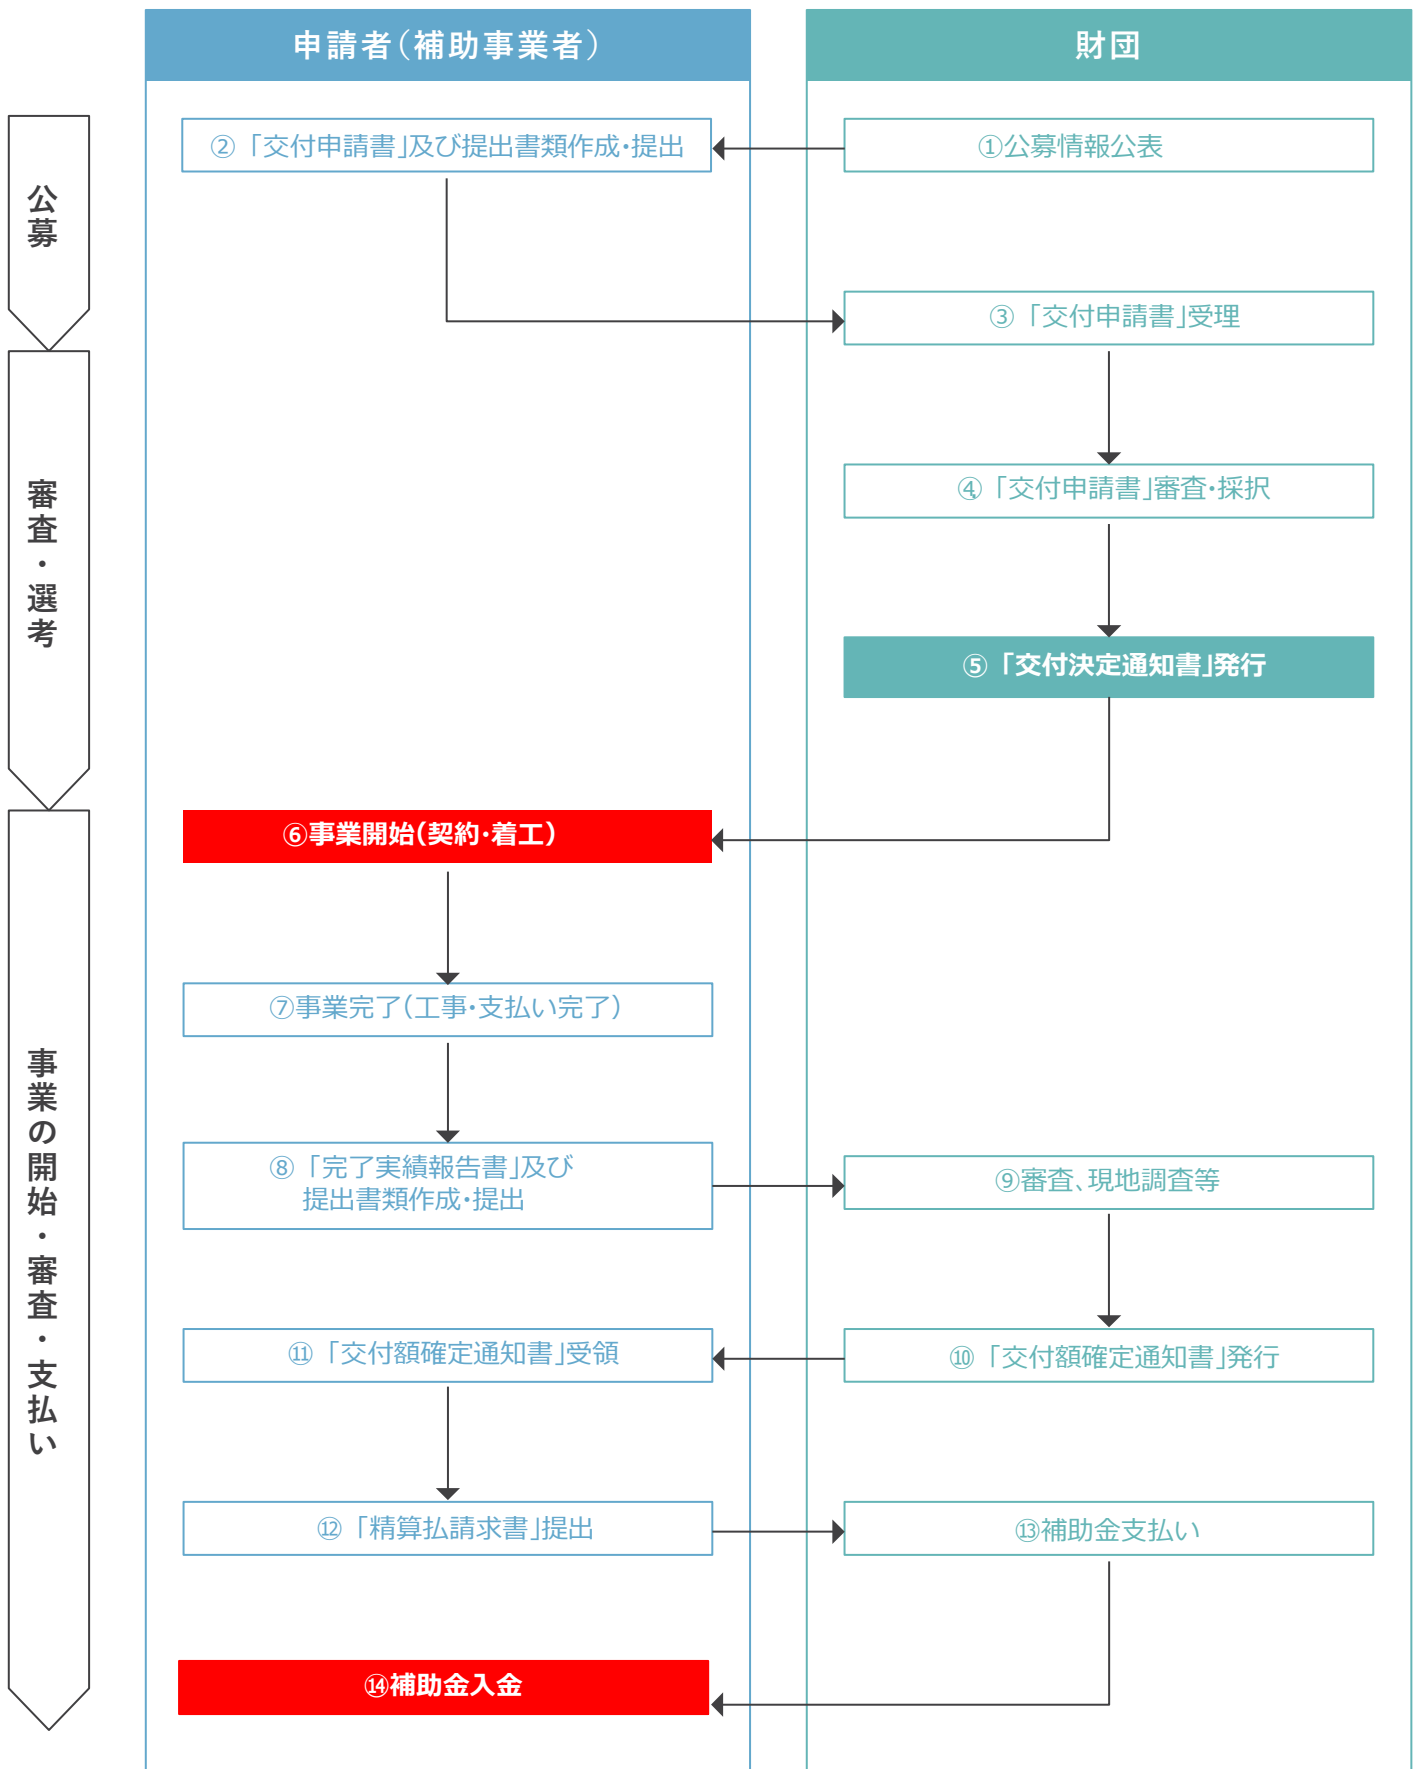 申請者（補助事業者）
財団
公募
②「交付申請書」及び提出書類作成・提出
①公募情報公表
③「交付申請書」受理
審査・選考
④「交付申請書」審査・採択
⑤「交付決定通知書」発行
事業の開始・審査・支払い
⑥事業開始（契約・着工）
⑦事業完了（工事・支払い完了）
⑧「完了実績報告書」及び
提出書類作成・提出
⑨審査、現地調査等
⑪「交付額確定通知書」受領
⑩「交付額確定通知書」発行
⑫「精算払請求書」提出
⑬補助金支払い
⑭補助金入金